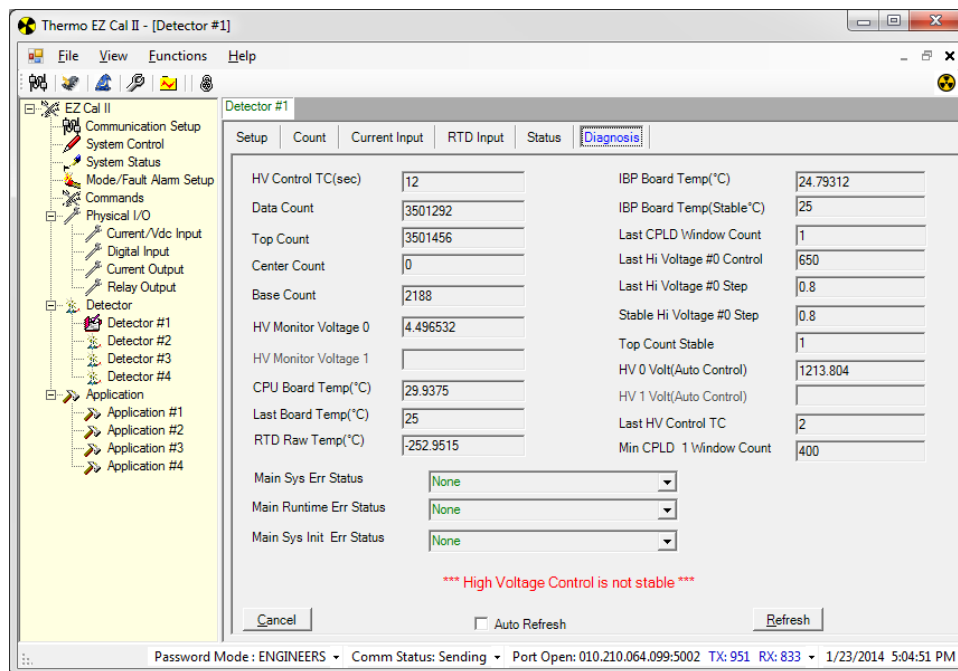 Thermo EZ Cal II - [Detector #1]
File View Functions Help
EZ Cal II
Communication Setup
System Control
System Status
Mode/Fault Alarm Setup
Commands
Physical I/O
Current/Vdc Input
Digital Input
Current Output
Relay Output
Detector
Detector #1
Detector #2
Detector #3
Detector #4
Application
Application #1
Application #2
Application #3
Application #4
Detector #1
Setup Count Current Input RTD Input Status Diagnosis
HV Control TC(sec) 12
Data Count 3501292
Top Count 3501456
Center Count 0
Base Count 2188
HV Monitor Voltage 0 4.496532
HV Monitor Voltage 1
CPU Board Temp(°C) 29.9375
Last Board Temp(°C) 25
RTD Raw Temp(°C) -252.9515
IBP Board Temp(°C) 24.79312
IBP Board Temp(Stable°C) 25
Last CPLD Window Count 1
Last Hi Voltage #0 Control 650
Last Hi Voltage #0 Step 0.8
Stable Hi Voltage #0 Step 0.8
Top Count Stable 1
HV 0 Volt(Auto Control) 1213.804
HV 1 Volt(Auto Control)
Last HV Control TC 2
Min CPLD 1 Window Count 400
Main Sys Err Status None
Main Runtime Err Status None
Main Sys Init Err Status None
*** High Voltage Control is not stable ***
Cancel Auto Refresh Refresh
Password Mode : ENGINEERS Comm Status: Sending Port Open: 010.210.064.099:5002 TX: 951 RX: 833 1/23/2014 5:04:51 PM